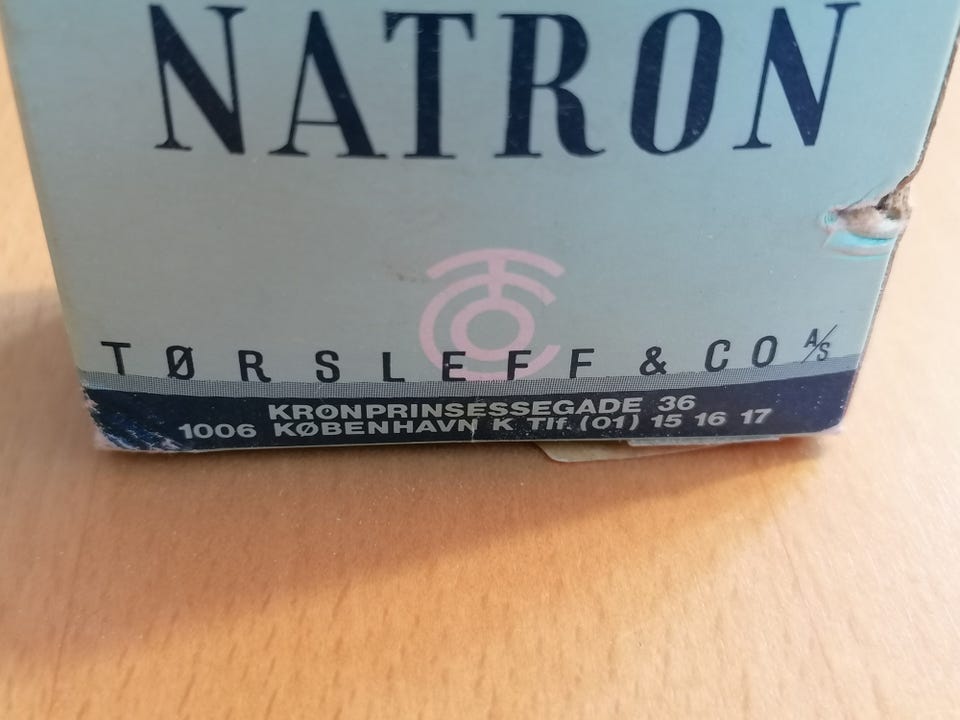 NATRON
TØRSLEFF & CO A/S
KRONPRINSESSEGADE 36
1006 KØBENHAVN K Tlf. (01) 15 16 17